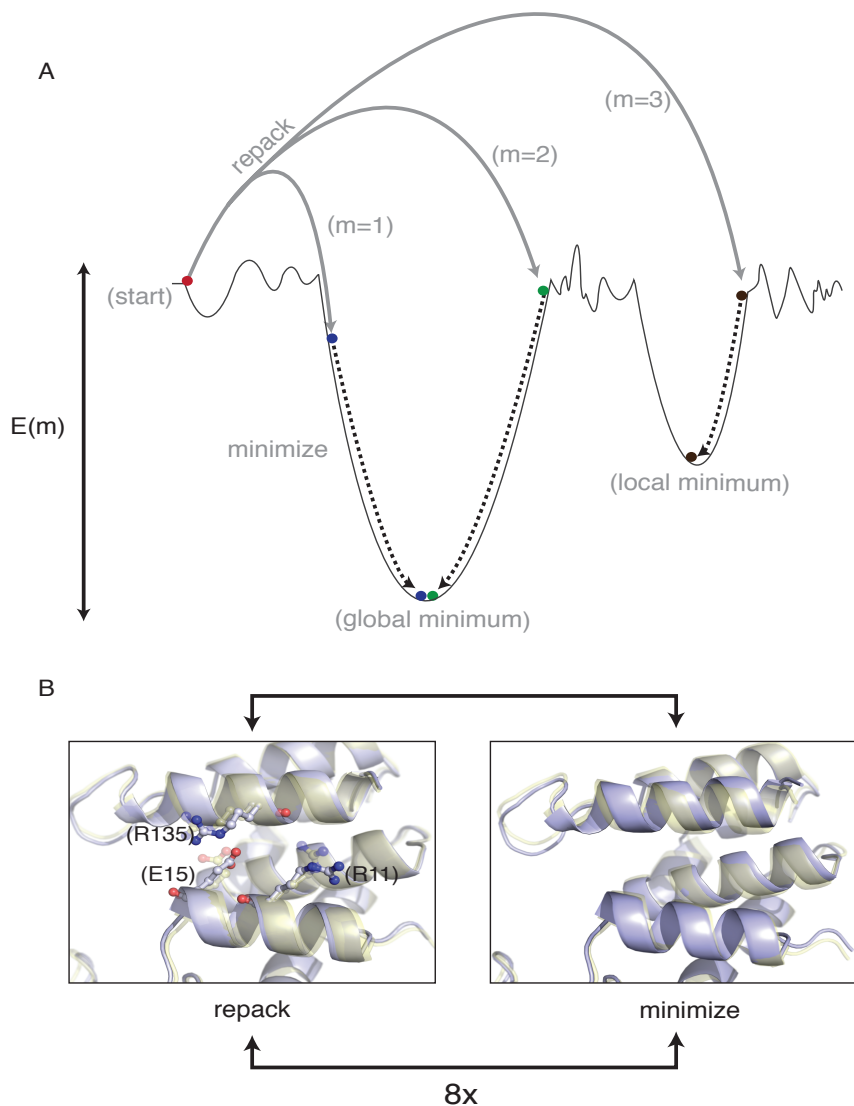 A
(m=3)
repack
(m=2)
(m=1)
(start)
E(m)
minimize
(local minimum)
(global minimum)
B
(R135)
(E15)
(R11)
repack
minimize
8x